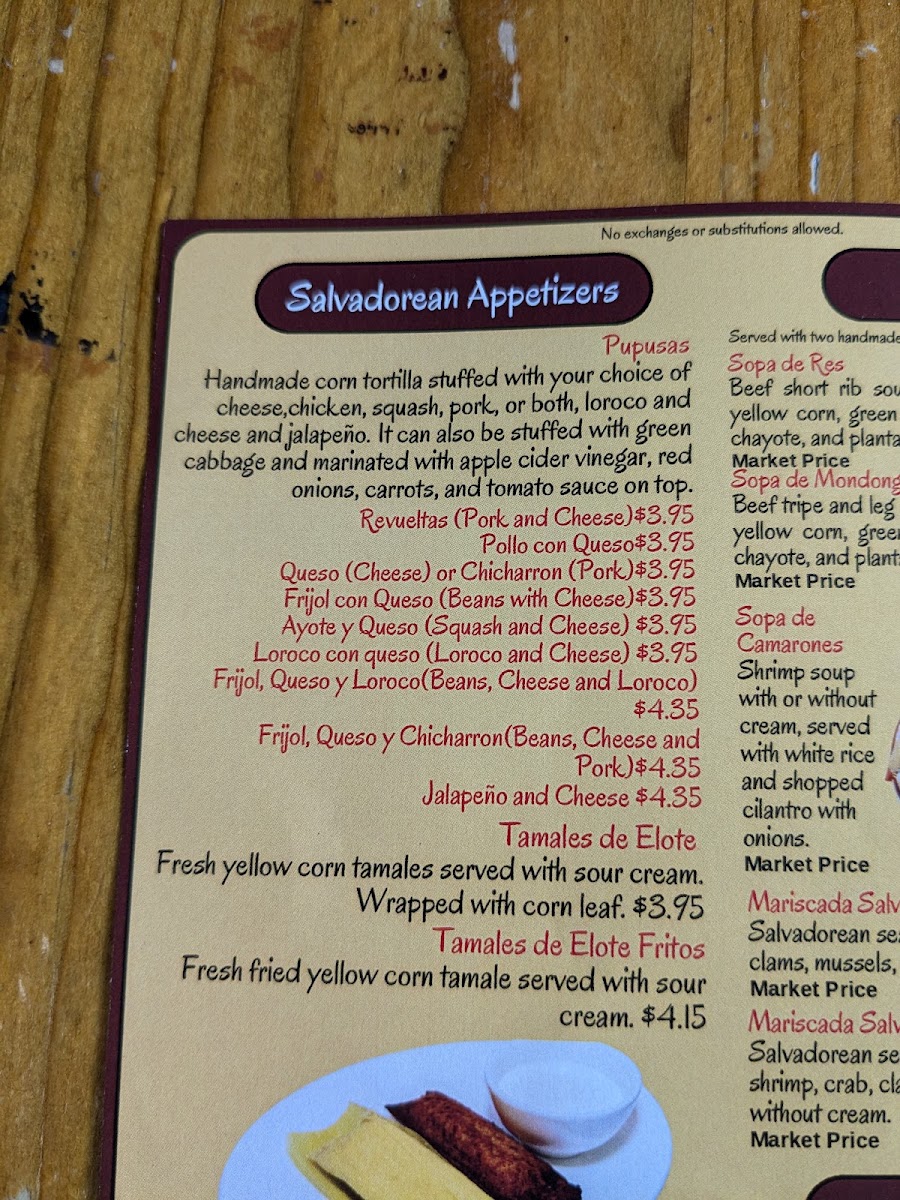 No exchanges or substitutions allowed.
Salvadorean Appetizers
Pupusas
Handmade corn tortilla stuffed with your choice of
cheese,chicken, squash, pork, or both, loroco and
cheese and jalapeño. It can also be stuffed with green
cabbage and marinated with apple cider vinegar, red
onions, carrots, and tomato sauce on top.
Revueltas (Pork and Cheese)$3.95
Pollo con Queso$3.95
Queso (Cheese) or Chicharron (Pork)$3.95
Frijol con Queso (Beans with Cheese)$3.95
Ayote y Queso (Squash and Cheese) $3.95
Loroco con queso (Loroco and Cheese) $3.95
Frijol, Queso y Loroco(Beans, Cheese and Loroco)
$4.35
Frijol, Queso y Chicharron(Beans, Cheese and
Pork)$4.35
Jalapeño and Cheese $4.35
Tamales de Elote
Fresh yellow corn tamales served with sour cream.
Wrapped with corn leaf. $3.95
Tamales de Elote Fritos
Fresh fried yellow corn tamale served with sour
cream. $4.15
Served with two handmade
Sopa de Res
Beef short rib
yellow corn, green
chayote, and
Market Price
Sopa de
Beef tripe and leg
yellow corn,
chayote, and
Market Price
Sopa de
Camarones
Shrimp soup
with or without
cream, served
with white rice
and shopped
cilantro with
onions.
Market Price
Mariscada
Salvadorean
clams, mussels,
Market Price
Mariscada
Salvadorean
shrimp, crab,
without cream.
Market Price